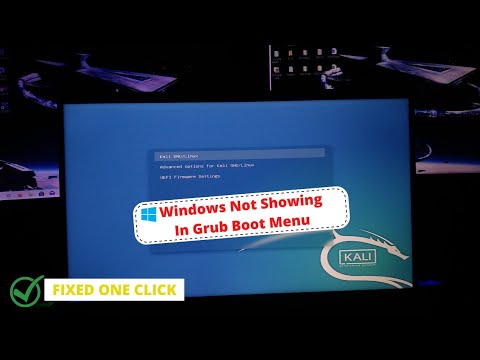 Kali GNU/Linux
Advanced options for Kali GNU/Linux
UEFI Firmware Settings
Windows Not Showing
In Grub Boot Menu
KALI
FIXED ONE CLICK